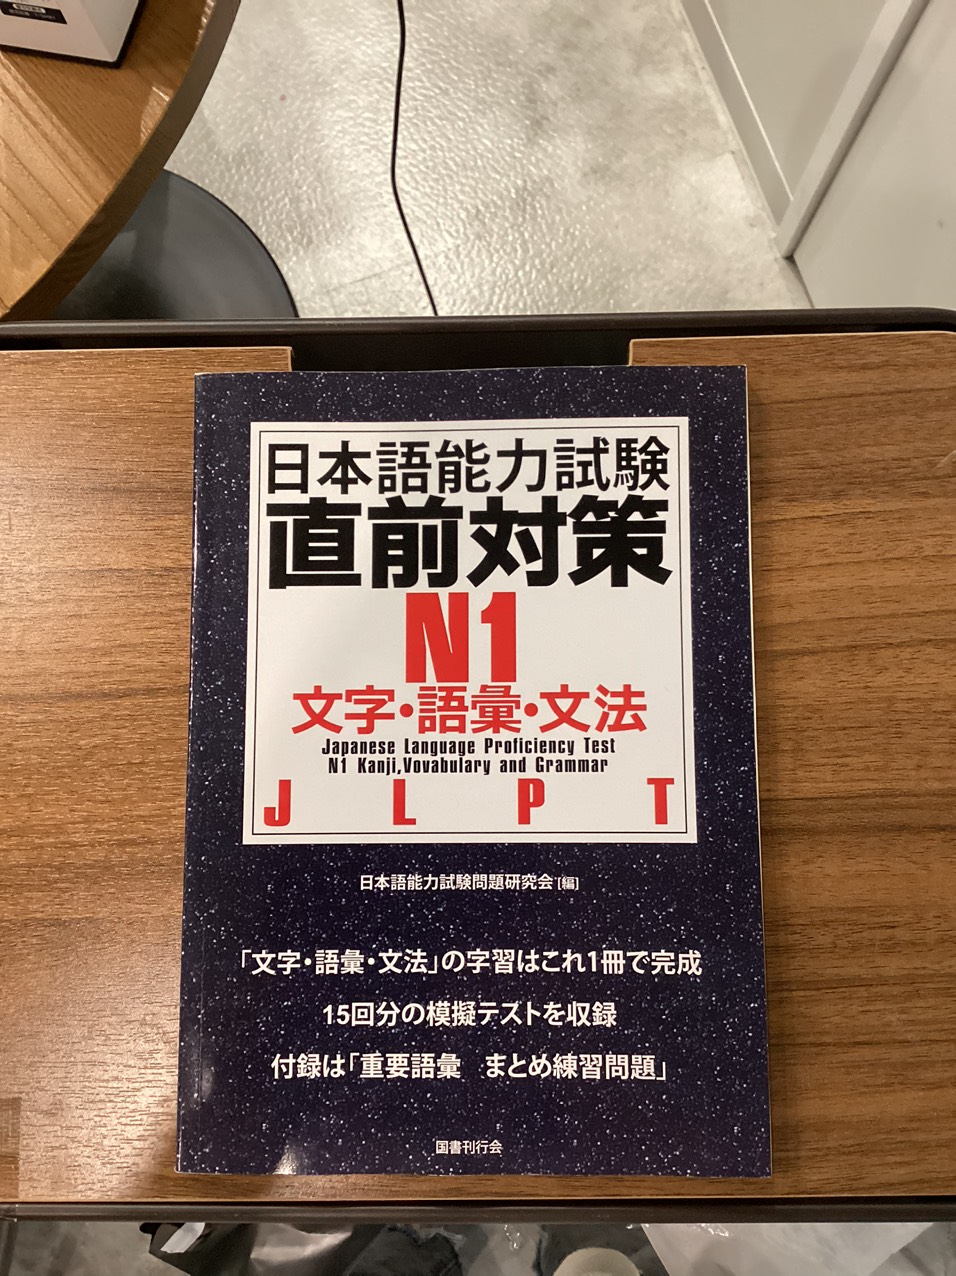 日本語能力試験
直前対策
N1
文字・語彙・文法
Japanese Language Proficiency Test
N1 Kanji,Vovabulary and Grammar
JLPT
日本語能力試験問題研究会 [編]
「文字・語彙・文法」の字習はこれ1冊で完成
15回分の模擬テストを収録
付録は「重要語彙　まとめ練習問題」
国書刊行会